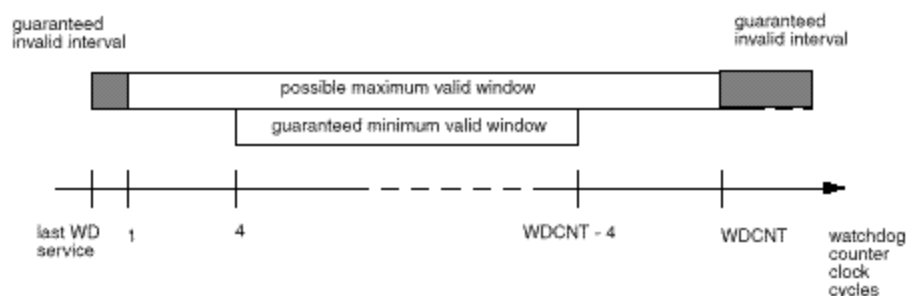 guaranteed
invalid interval
guaranteed
invalid interval
possible maximum valid window
guaranteed minimum valid window
last WD
service
1
4
WDCNT - 4
WDCNT
watchdog
counter
clock
cycles